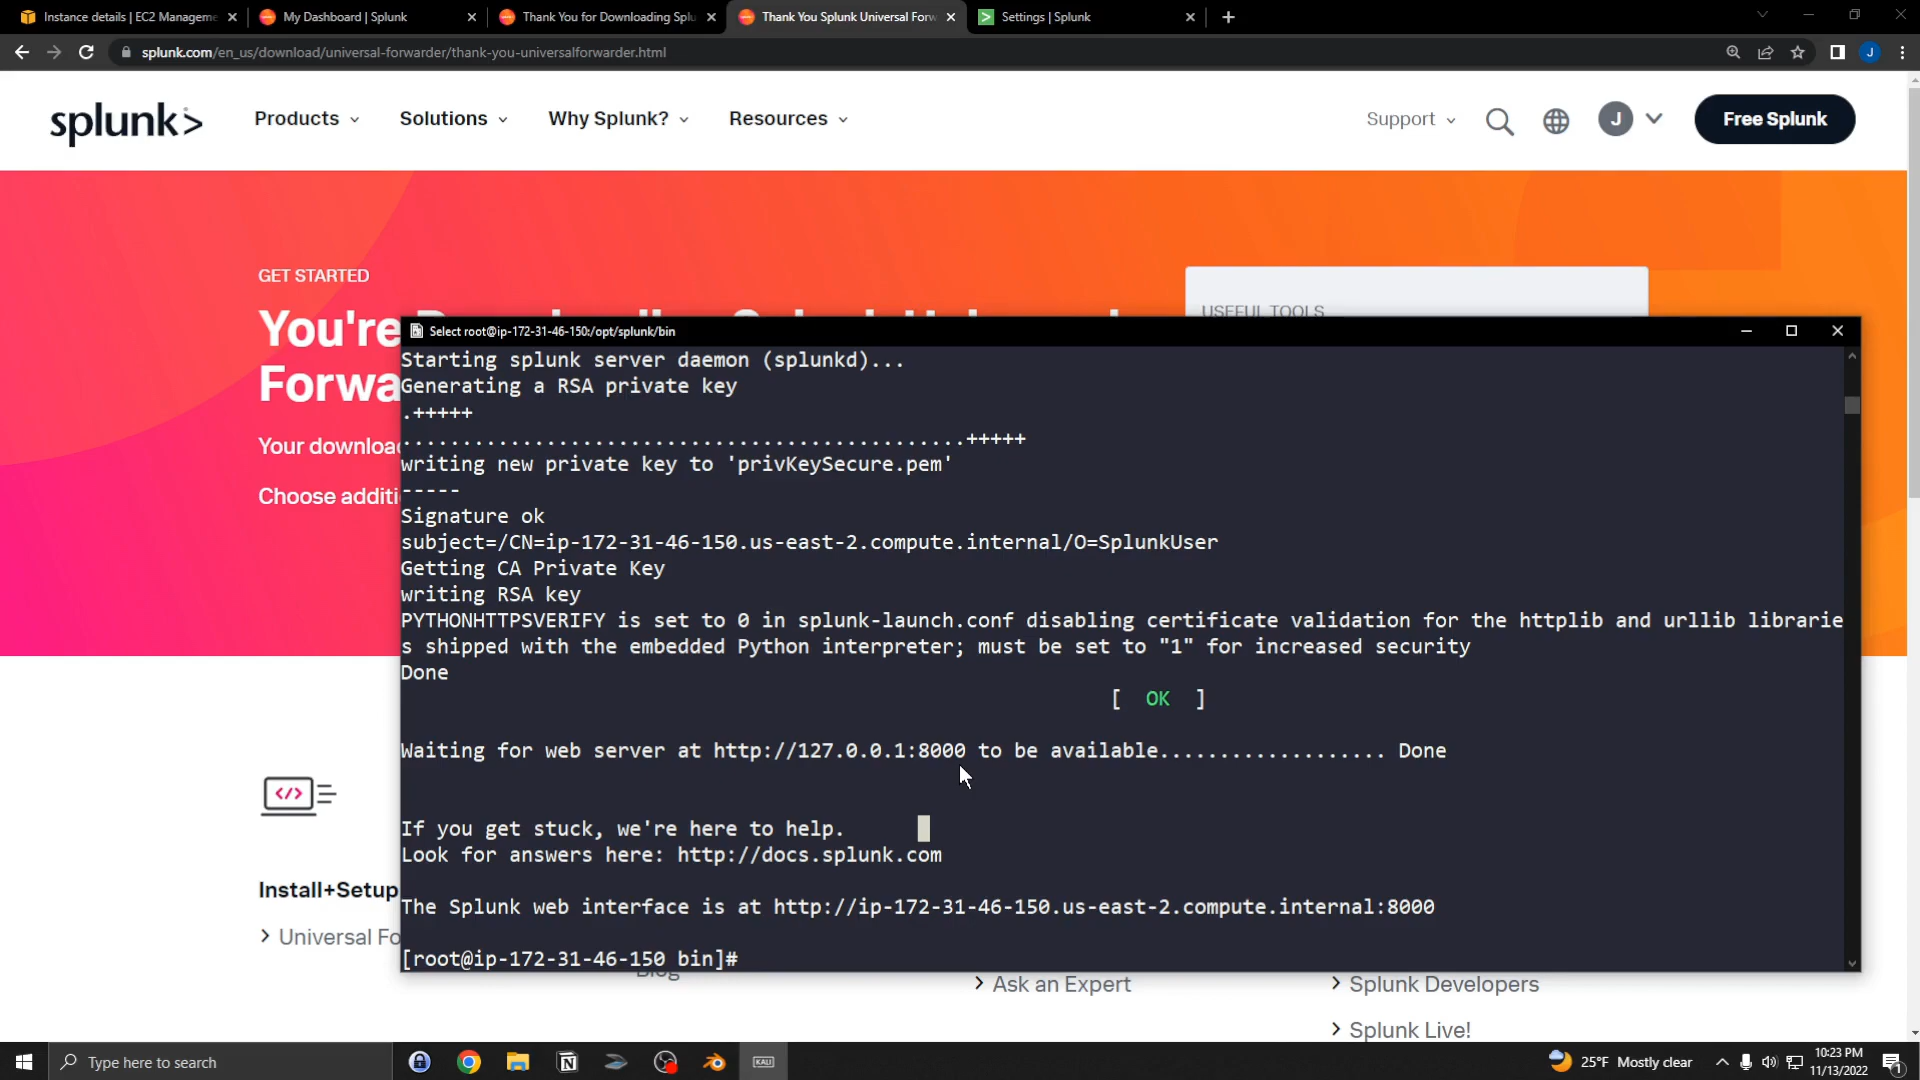 Instance details | EC2 Manageme
My Dashboard | Splunk
Thank You for Downloading Splu
Thank You Splunk Universal Forw
Settings | Splunk
splunk.com/en_us/download/universal-forwarder/thank-you-universalforwarder.html
J
splunk>
Products
Solutions
Why Splunk?
Resources
Support
J
Free Splunk
GET STARTED
You're
Forwa
Your download
Choose additi
USEFUL TOOLS
Select root@ip-172-31-46-150:/opt/splunk/bin
Starting splunk server daemon (splunkd)...
Generating a RSA private key
.+++++
...............................................+++++
writing new private key to 'privKeySecure.pem'
-----
Signature ok
subject=/CN=ip-172-31-46-150.us-east-2.compute.internal/O=SplunkUser
Getting CA Private Key
writing RSA key
PYTHONHTTPSVERIFY is set to 0 in splunk-launch.conf disabling certificate validation for the httplib and urllib librarie
s shipped with the embedded Python interpreter; must be set to "1" for increased security
Done
[ OK ]
Waiting for web server at http://127.0.0.1:8000 to be available................... Done
If you get stuck, we're here to help.
Look for answers here: http://docs.splunk.com
The Splunk web interface is at http://ip-172-31-46-150.us-east-2.compute.internal:8000
[root@ip-172-31-46-150 bin]#
</>
Install+Setup
> Universal Fo
Blog
> Ask an Expert
> Splunk Developers
> Splunk Live!
Type here to search
KALI
25°F Mostly clear
10:23 PM
11/13/2022
1